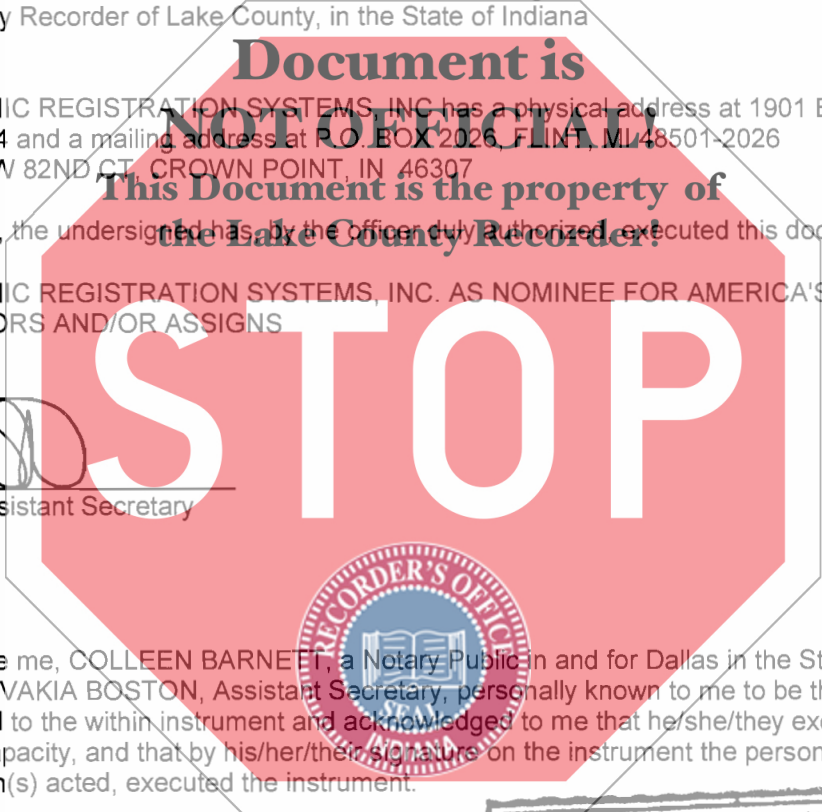 y Recorder of Lake County, in the State of Indiana
Document is
IC REGISTRATION SYSTEMS, INC has a physical address at 1901 E
NOT OFFICIAL!
4 and a mailing address at P.O. BOX 2026, FLINT, MI 48501-2026
W 82ND CT, CROWN POINT, IN 46307
This Document is the property of
, the undersigned has, by the officer duly authorized, executed this doc
the Lake County Recorder!
IC REGISTRATION SYSTEMS, INC. AS NOMINEE FOR AMERICA'S
ORS AND/OR ASSIGNS
STOP
sistant Secretary
RECORDER'S OFFICE
SEAL
INDIANA
e me, COLLEEN BARNETT, a Notary Public in and for Dallas in the St
VAKIA BOSTON, Assistant Secretary, personally known to me to be th
to the within instrument and acknowledged to me that he/she/they exe
pacity, and that by his/her/their signature on the instrument the person
(s) acted, executed the instrument.